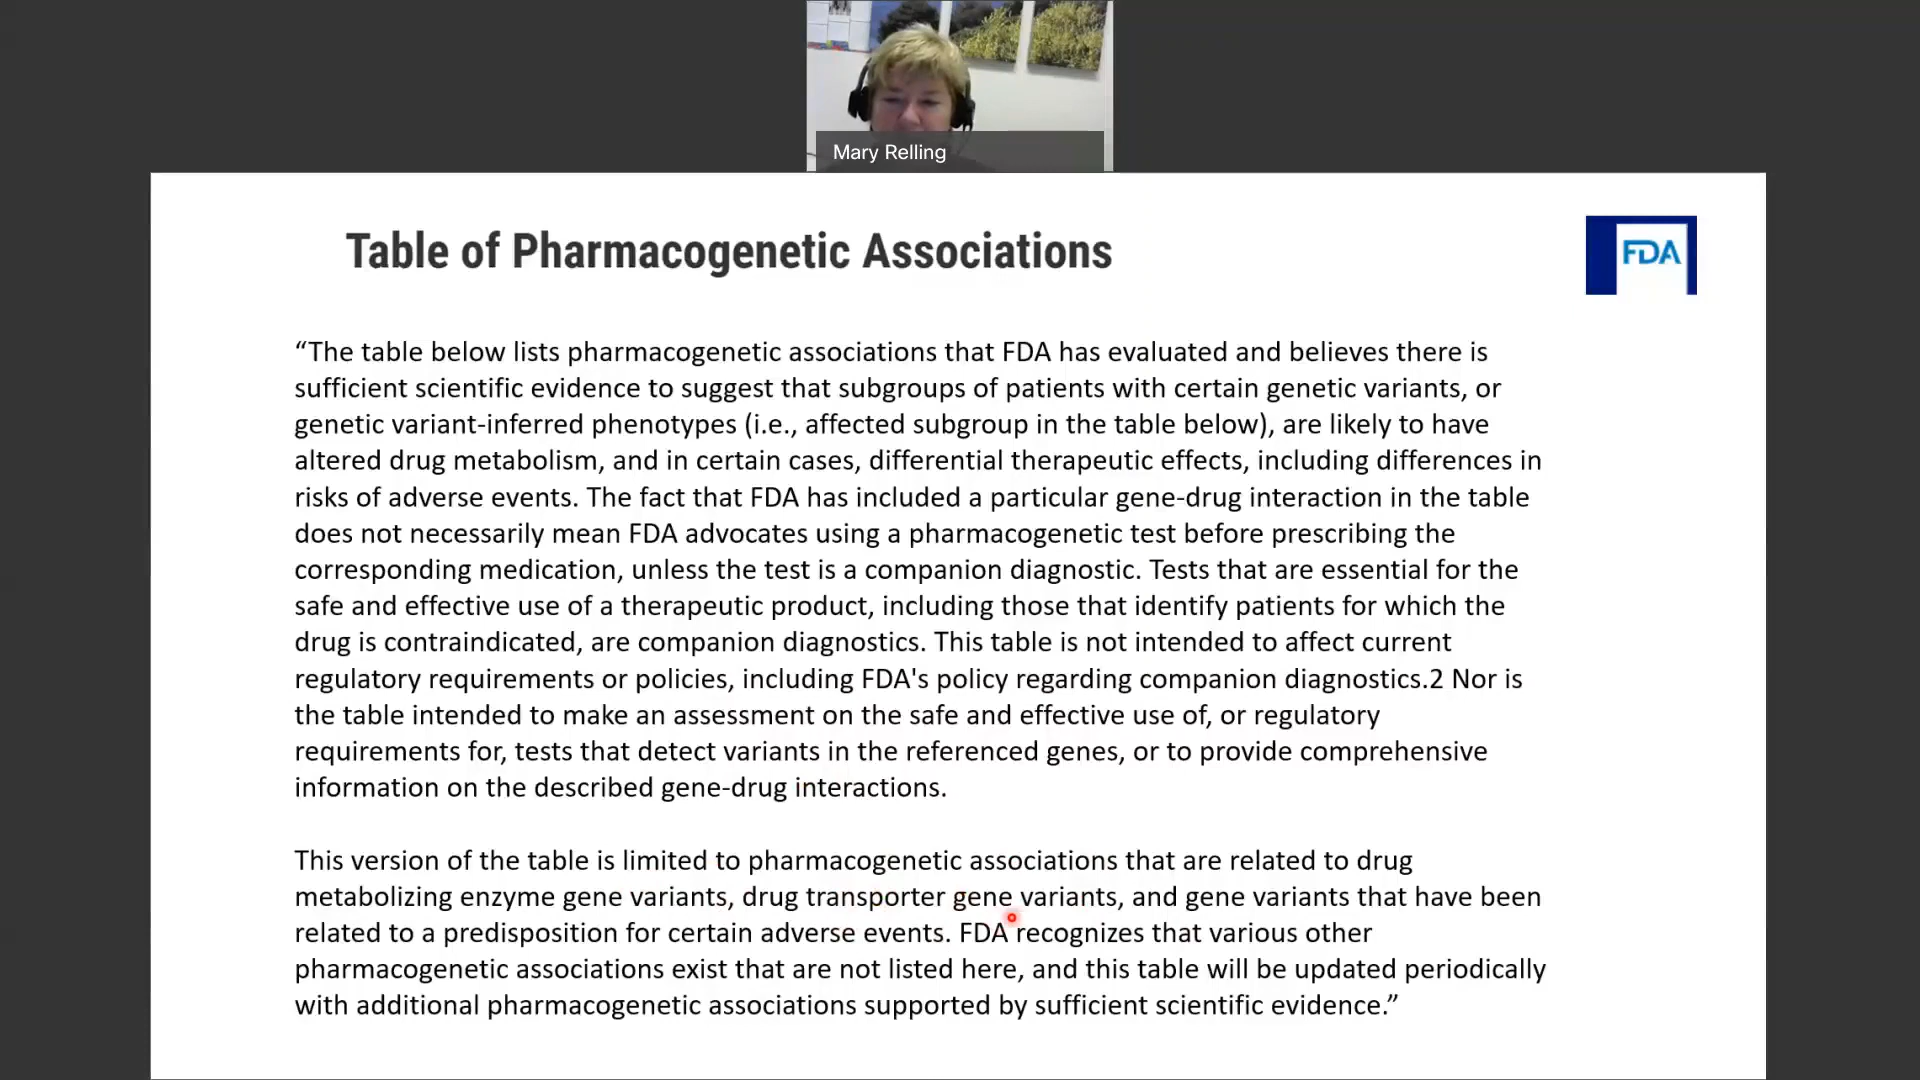 Mary Relling
Table of Pharmacogenetic Associations
FDA
“The table below lists pharmacogenetic associations that FDA has evaluated and believes there is
sufficient scientific evidence to suggest that subgroups of patients with certain genetic variants, or
genetic variant-inferred phenotypes (i.e., affected subgroup in the table below), are likely to have
altered drug metabolism, and in certain cases, differential therapeutic effects, including differences in
risks of adverse events. The fact that FDA has included a particular gene-drug interaction in the table
does not necessarily mean FDA advocates using a pharmacogenetic test before prescribing the
corresponding medication, unless the test is a companion diagnostic. Tests that are essential for the
safe and effective use of a therapeutic product, including those that identify patients for which the
drug is contraindicated, are companion diagnostics. This table is not intended to affect current
regulatory requirements or policies, including FDA's policy regarding companion diagnostics.2 Nor is
the table intended to make an assessment on the safe and effective use of, or regulatory
requirements for, tests that detect variants in the referenced genes, or to provide comprehensive
information on the described gene-drug interactions.
This version of the table is limited to pharmacogenetic associations that are related to drug
metabolizing enzyme gene variants, drug transporter gene variants, and gene variants that have been
related to a predisposition for certain adverse events. FDA recognizes that various other
pharmacogenetic associations exist that are not listed here, and this table will be updated periodically
with additional pharmacogenetic associations supported by sufficient scientific evidence.”